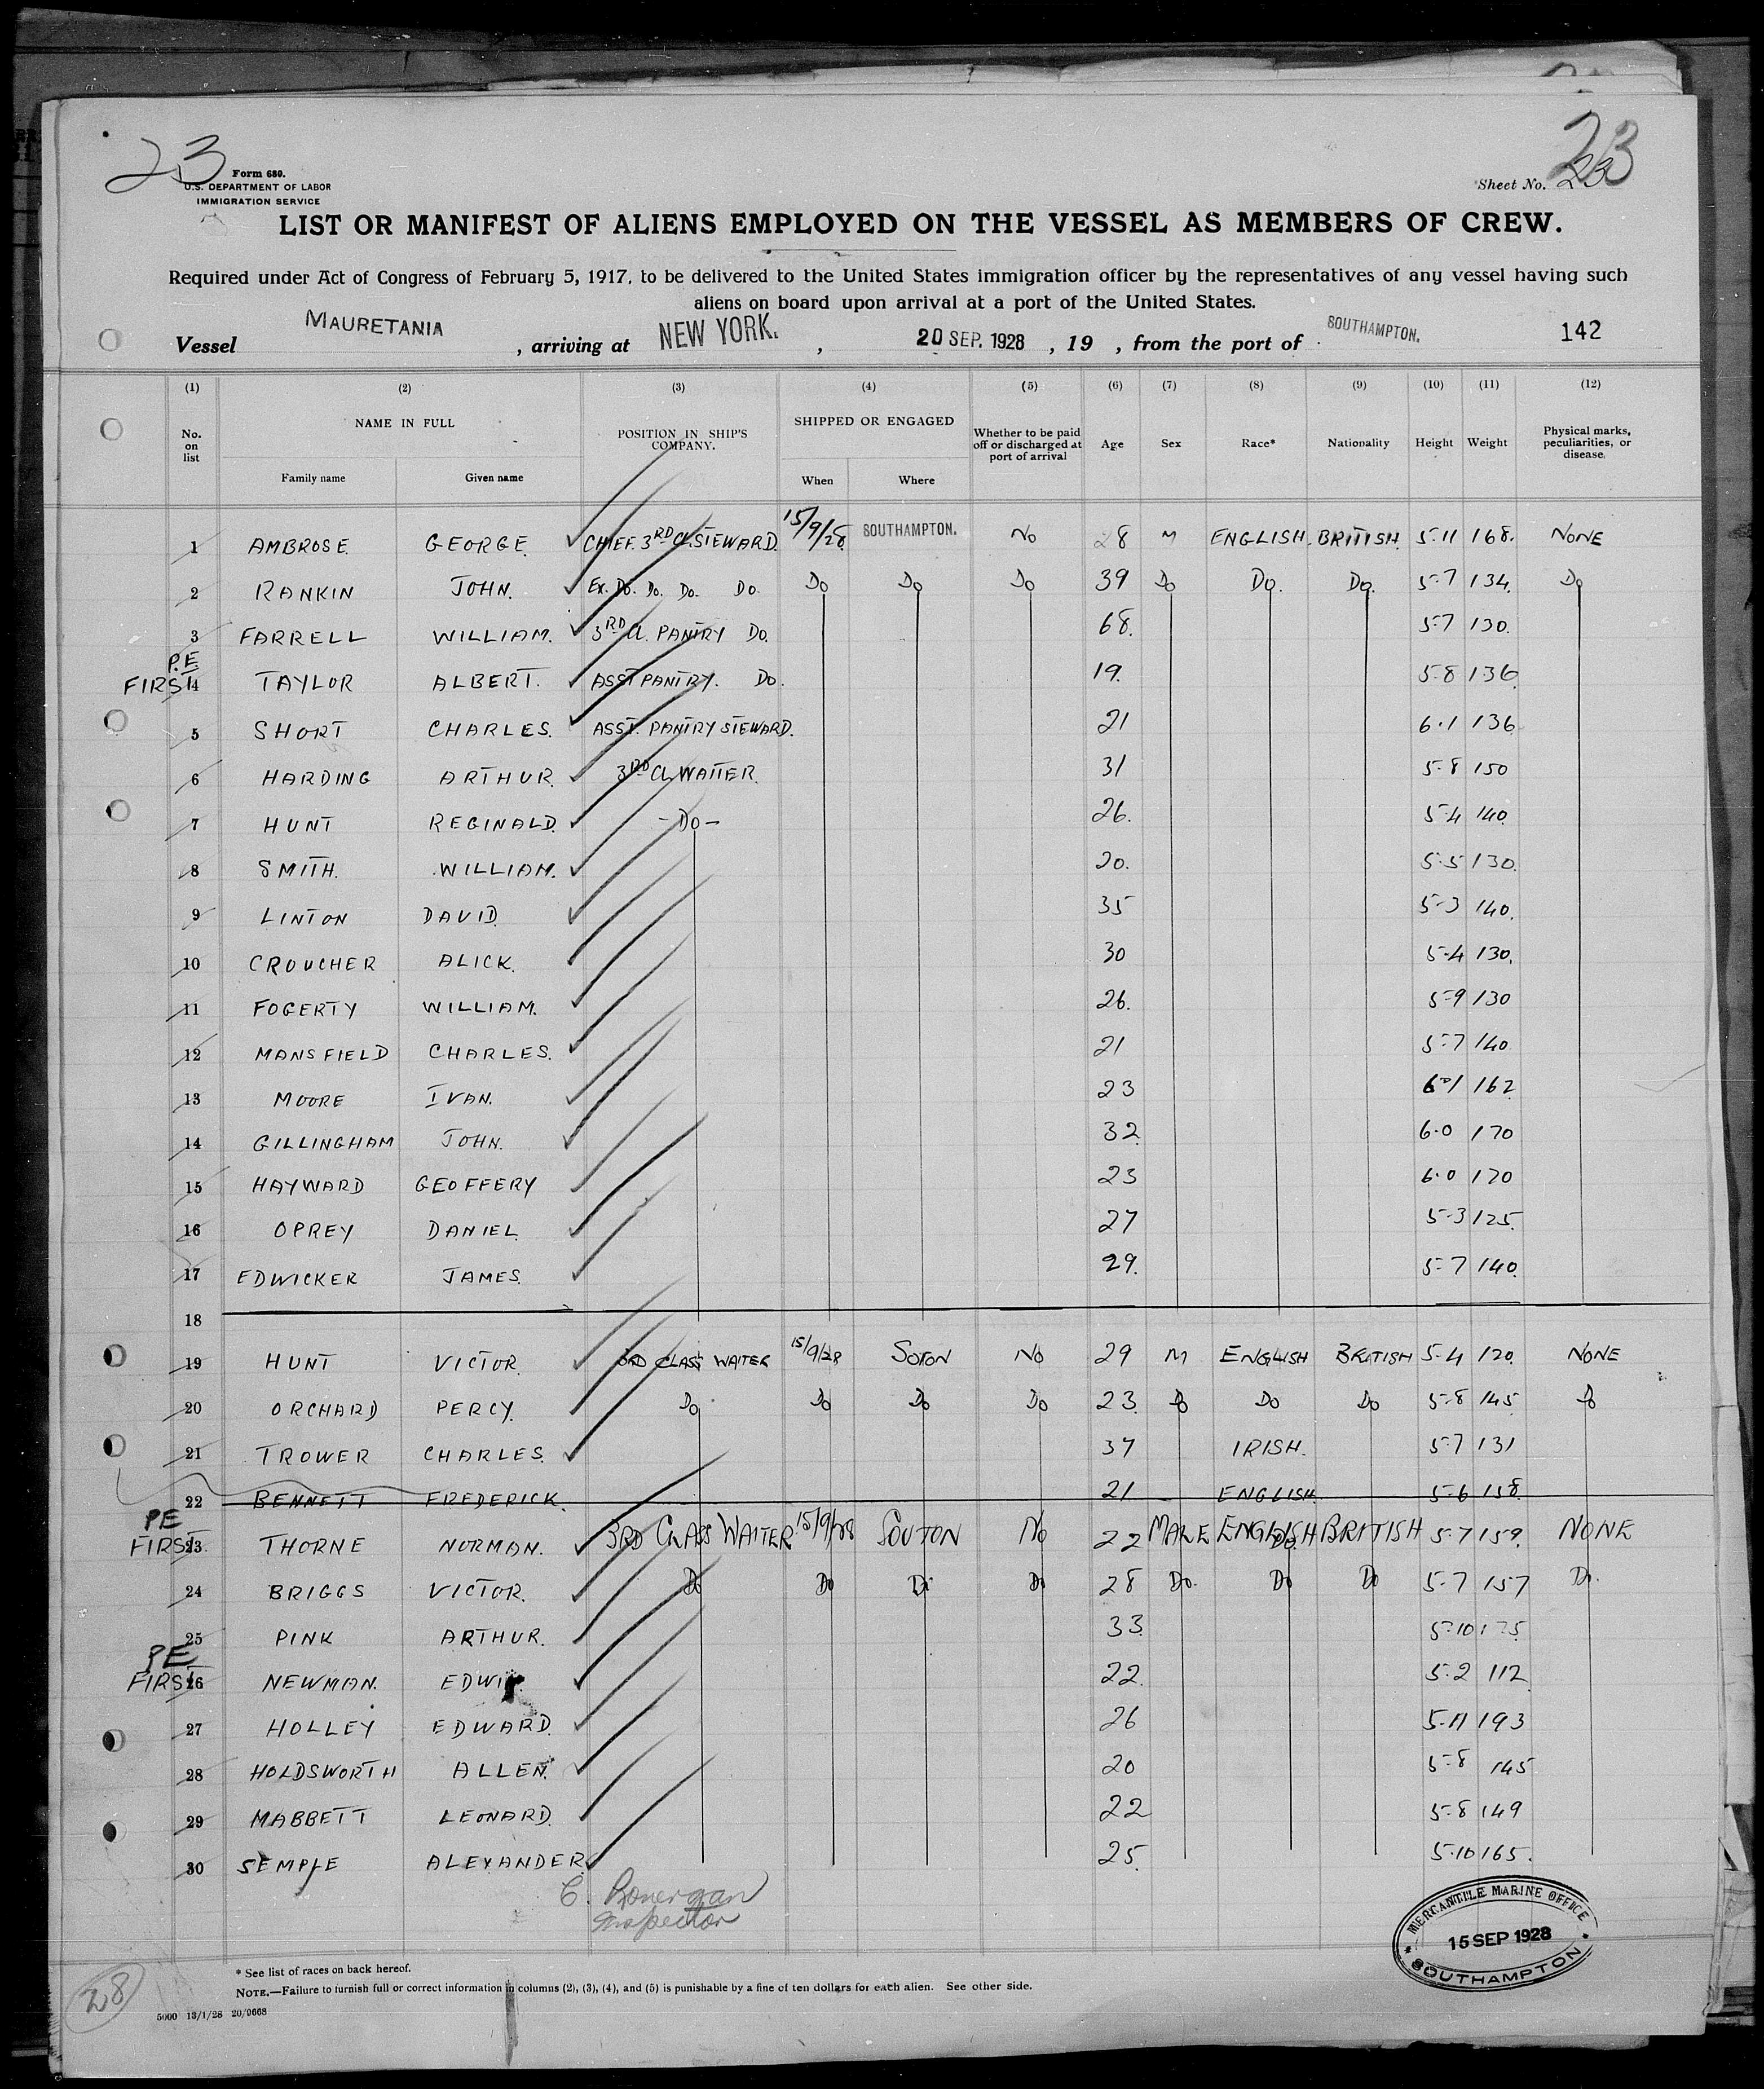 23
23
Form 680.
U.S. DEPARTMENT OF LABOR
IMMIGRATION SERVICE
Sheet No. 23
LIST OR MANIFEST OF ALIENS EMPLOYED ON THE VESSEL AS MEMBERS OF CREW.
Required under Act of Congress of February 5, 1917, to be delivered to the United States immigration officer by the representatives of any vessel having such
aliens on board upon arrival at a port of the United States.
Vessel MAURETANIA , arriving at NEW YORK. , 20 SEP. 1928 , 19 , from the port of SOUTHAMPTON. 142
(1) (2) (3) (4) (5) (6) (7) (8) (9) (10) (11) (12)
No. on list NAME IN FULL POSITION IN SHIP'S COMPANY. SHIPPED OR ENGAGED Whether to be paid off or discharged at port of arrival Age Sex Race* Nationality Height Weight Physical marks, peculiarities, or disease.
Family name Given name When Where
1 AMBROSE. GEORGE. CHIEF. 3RD CL. STEWARD. 15/9/28 SOUTHAMPTON. NO 28 M ENGLISH. BRITISH. 5-11 168. NONE
2 RANKIN JOHN. Ex. Do. Do. Do. Do. Do Do Do 39 Do Do. Do. 5-7 134. Do
3 FARRELL WILLIAM. 3RD Cl. PANTRY Do. 68. 5-7 130.
P.E
FIRST 4 TAYLOR ALBERT. ASST PANTRY. Do. 19. 5-8 136.
5 SHORT CHARLES. ASST. PANTRY STEWARD. 21 6.1 136
6 HARDING ARTHUR. 3RD CL WAITER. 31 5-8 150
7 HUNT REGINALD. -Do- 26. 5-4 140.
8 SMITH. WILLIAM. 20. 5-5 130.
9 LINTON DAVID. 35 5-3 140.
10 CROUCHER ALICK. 30 5-4 130.
11 FOGERTY WILLIAM. 26. 5-9 130
12 MANSFIELD CHARLES. 21 5-7 140
13 MOORE IVAN. 23 6-1 162
14 GILLINGHAM JOHN. 32. 6.0 170
15 HAYWARD GEOFFERY 23 6.0 170
16 OPREY DANIEL. 27 5-3 125.
17 EDWICKER JAMES. 29. 5-7 140.
18
19 HUNT VICTOR. 3RD CLASS WAITER 15/9/28 SOTON NO 29 M ENGLISH BRITISH 5-4 120. NONE
20 ORCHARD PERCY. Do Do Do Do 23. Do Do Do 5-8 145 Do
21 TROWER CHARLES. 37 IRISH. 5-7 131
22 BENNETT FREDERICK. 21 ENGLISH. 5-6 158.
PE
FIRST 23 THORNE NORMAN. 3RD CLASS WAITER 15/9/28 SOUTON NO 22 MALE ENGLISH Do. BRITISH 5-7 159. NONE
24 BRIGGS VICTOR. Do Do Do Do 28 Do. Do Do 5-7 157 Do.
25 PINK ARTHUR. 33. 5-10 175
PE
FIRST 26 NEWMAN. 22. 5-2 112
27 HOLLEY EDWARD. 26 5-11 193
28 HOLDSWORTH ALLEN. 20 5-8 145
29 MABBETT LEONARD. 22 5-8 149
30 SEMPLE ALEXANDER. 25. 5-10 165.
Inspector
MERCANTILE MARINE OFFICE
15 SEP 1928
SOUTHAMPTON
* See list of races on back hereof.
NOTE.—Failure to furnish full or correct information in columns (2), (3), (4), and (5) is punishable by a fine of ten dollars for each alien. See other side.
28
5000 13/1/28 20/9668